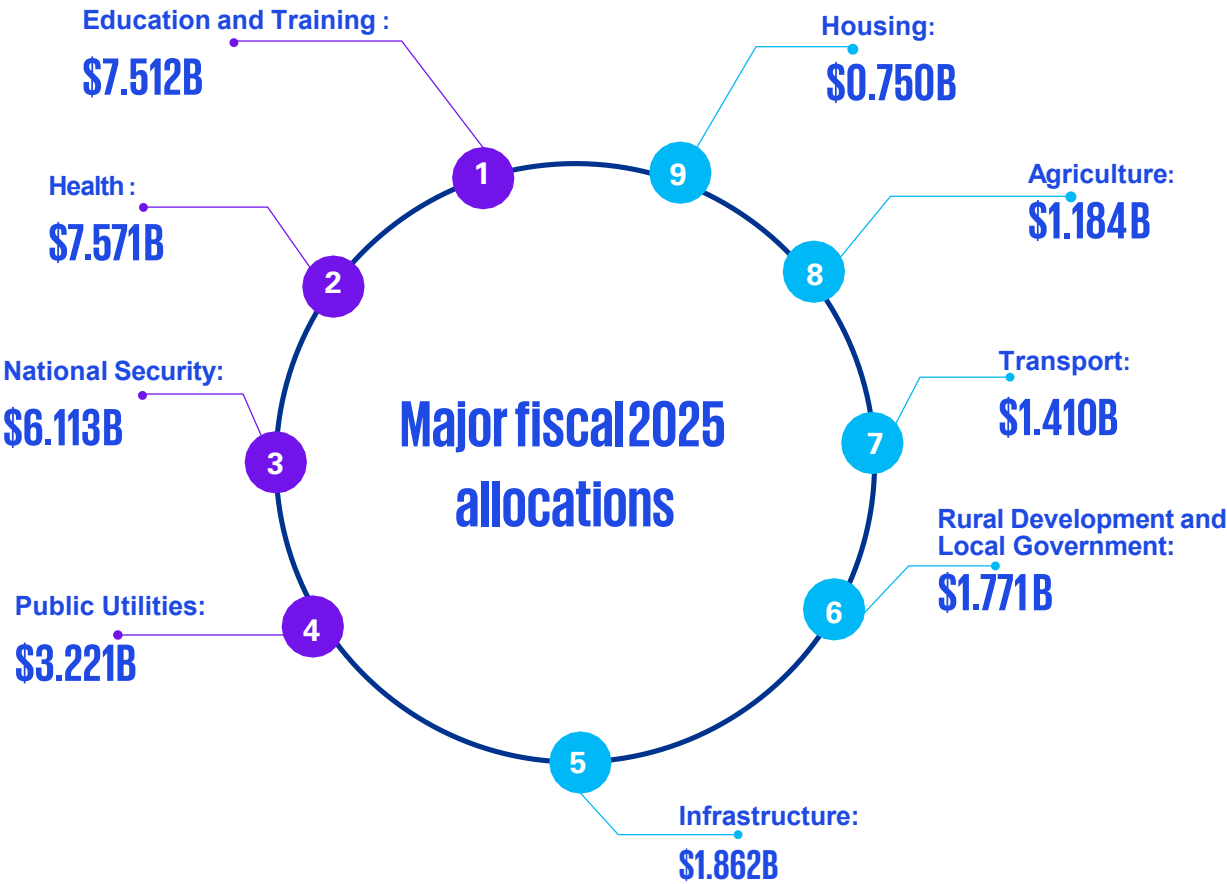 Education and Training :
$7.512B
1
Health :
$7.571B
2
National Security:
$6.113B
3
Public Utilities:
$3.221B
4
Major fiscal 2025
allocations
Housing:
$0.750B
9
Agriculture:
$1.184B
8
Transport:
$1.410B
7
Rural Development and
Local Government:
$1.771B
6
5
Infrastructure:
$1.862B